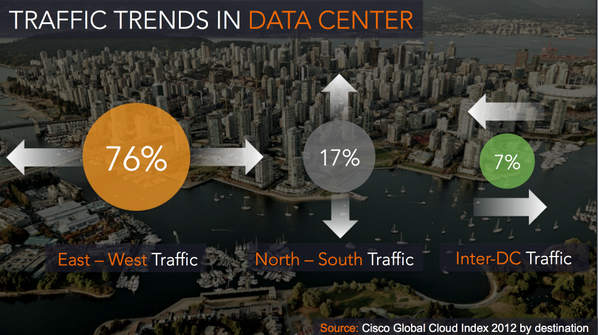 TRAFFIC TRENDS IN DATA CENTER
76%
17%
7%
East – West Traffic
North – South Traffic
Inter-DC Traffic
Source: Cisco Global Cloud Index 2012 by destination